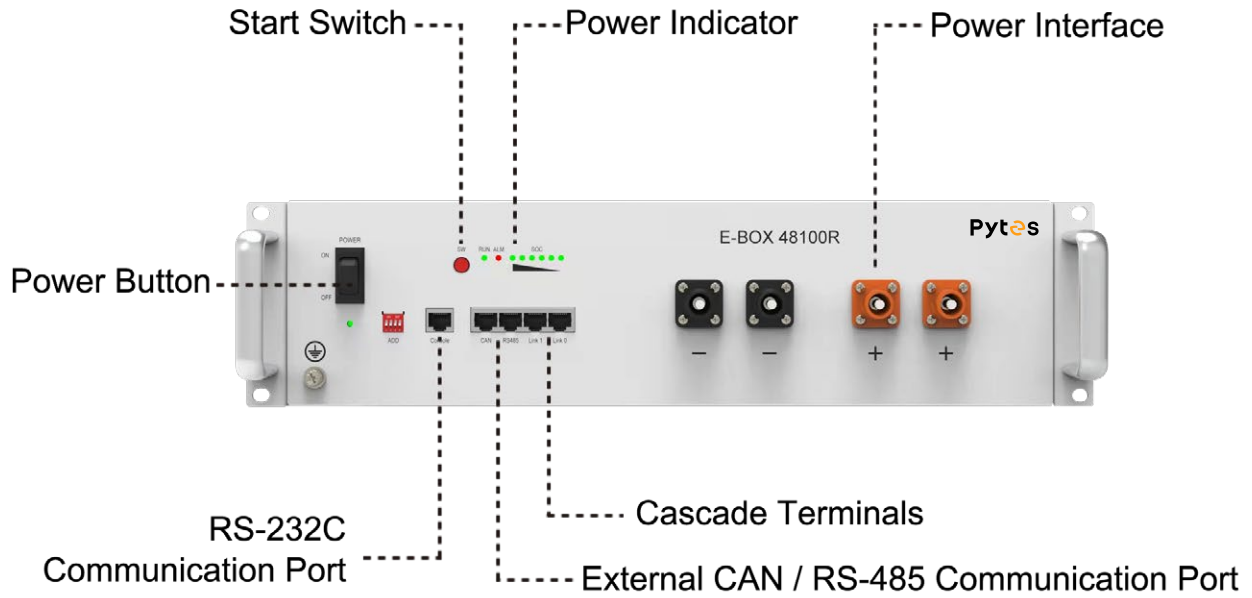 Start Switch
Power Indicator
Power Interface
Pytes
E-BOX 48100R
POWER
SW
RUN
ALM
SOC
ON
Power Button
OFF
ADD
Console
CAN
RS485
Link 1
Link 0
−
−
+
+
Cascade Terminals
RS-232C
Communication Port
External CAN / RS-485 Communication Port